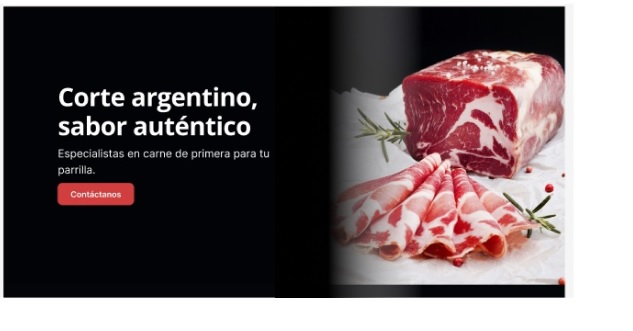 Corte argentino,
sabor auténtico
Especialistas en carne de primera para tu
parrilla.
Contáctanos